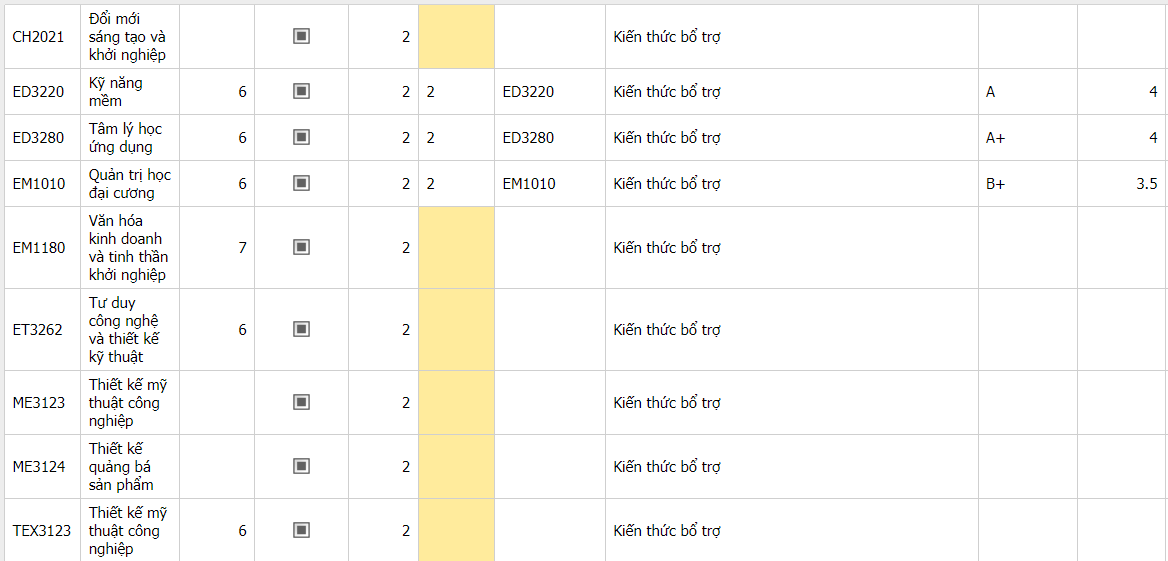 CH2021 Đổi mới sáng tạo và khởi nghiệp 2 Kiến thức bổ trợ
ED3220 Kỹ năng mềm 6 2 2 ED3220 Kiến thức bổ trợ A 4
ED3280 Tâm lý học ứng dụng 6 2 2 ED3280 Kiến thức bổ trợ A+ 4
EM1010 Quản trị học đại cương 6 2 2 EM1010 Kiến thức bổ trợ B+ 3.5
EM1180 Văn hóa kinh doanh và tinh thần khởi nghiệp 7 2 Kiến thức bổ trợ
ET3262 Tư duy công nghệ và thiết kế kỹ thuật 6 2 Kiến thức bổ trợ
ME3123 Thiết kế mỹ thuật công nghiệp 2 Kiến thức bổ trợ
ME3124 Thiết kế quảng bá sản phẩm 2 Kiến thức bổ trợ
TEX3123 Thiết kế mỹ thuật công nghiệp 6 2 Kiến thức bổ trợ